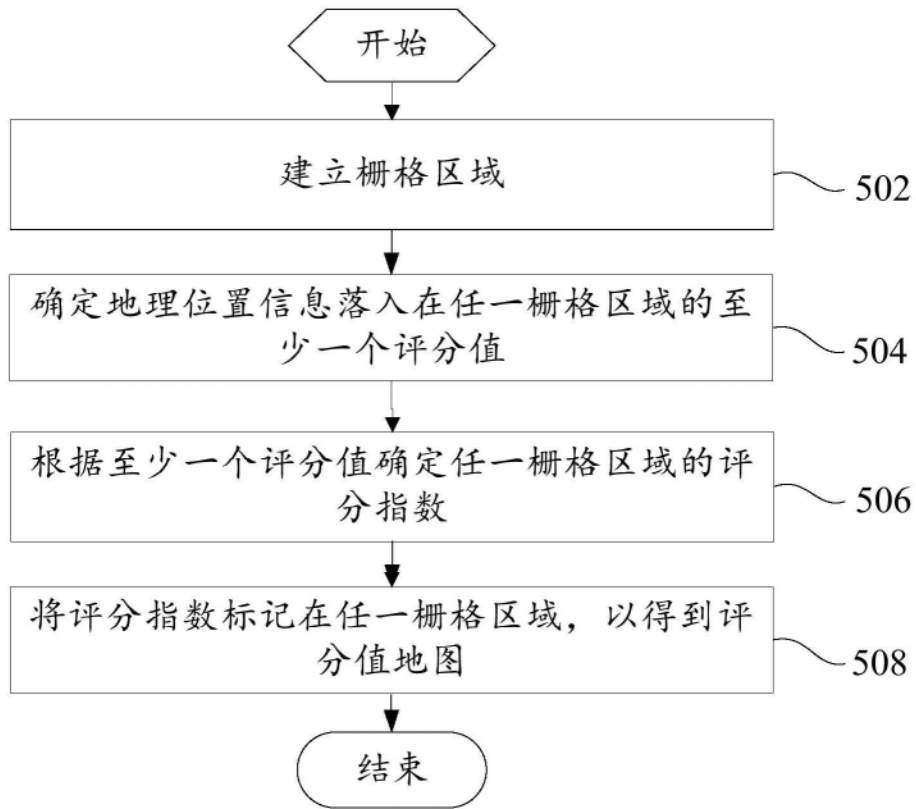 开始
建立栅格区域
502
确定地理位置信息落入在任一栅格区域的至
少一个评分值
504
根据至少一个评分值确定任一栅格区域的评
分指数
506
将评分指数标记在任一栅格区域，以得到评
分值地图
508
结束